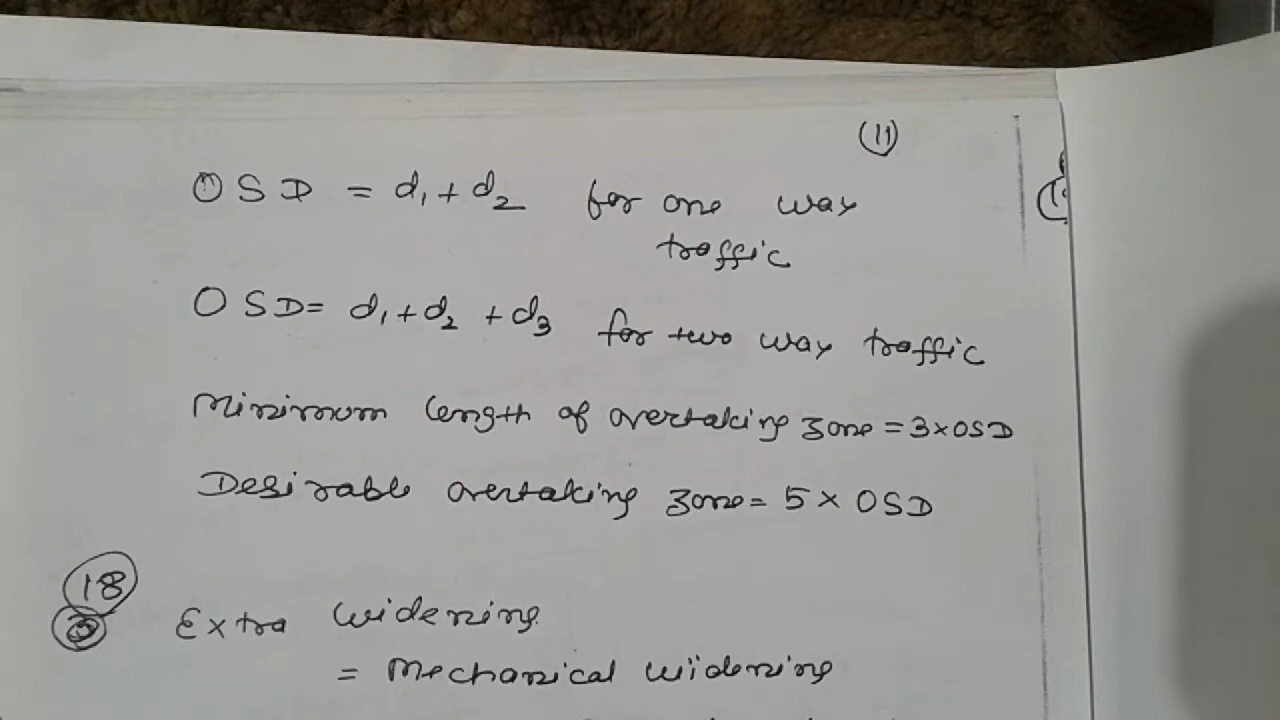 (11)
OSD = d₁ + d₂ for one way
traffic
OSD = d₁ + d₂ + d₃ for two way traffic
Minimum length of overtaking zone = 3 × OSD
Desirable overtaking zone = 5 × OSD
18
Extra widening
= Mechanical widening